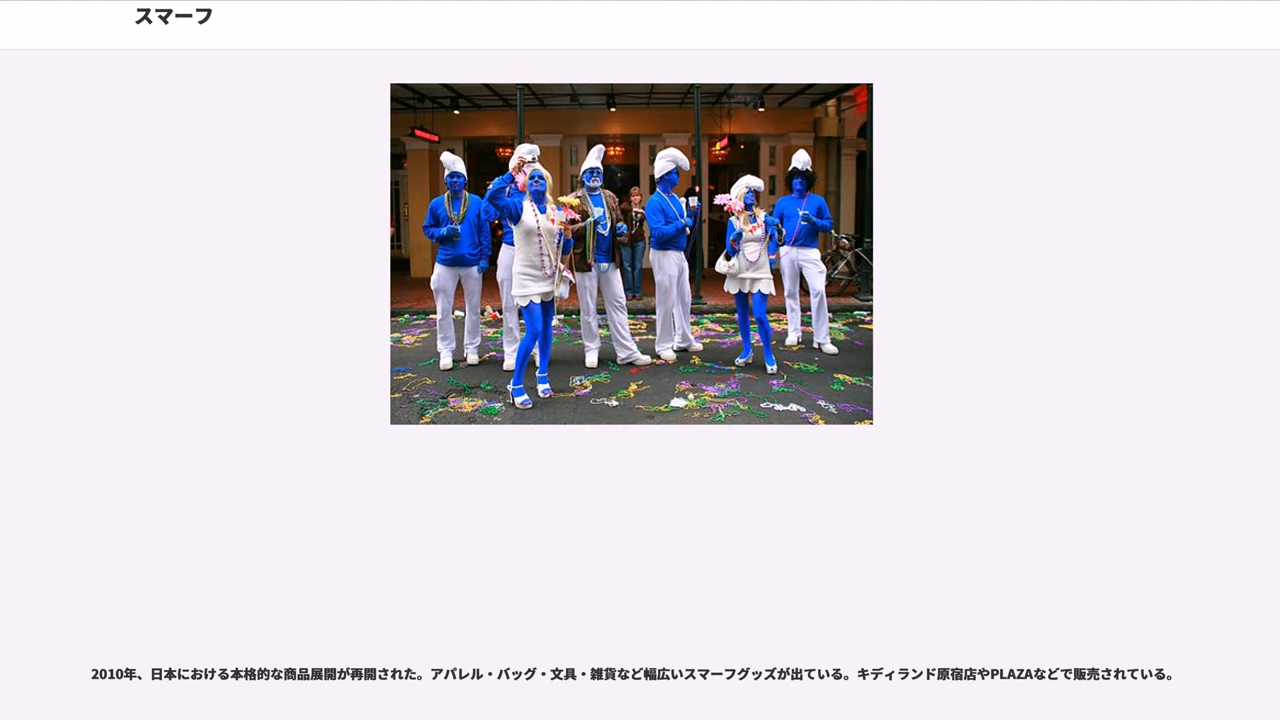 スマーフ
2010年、日本における本格的な商品展開が再開された。アパレル・バッグ・文具・雑貨など幅広いスマーフグッズが出ている。キディランド原宿店やPLAZAなどで販売されている。